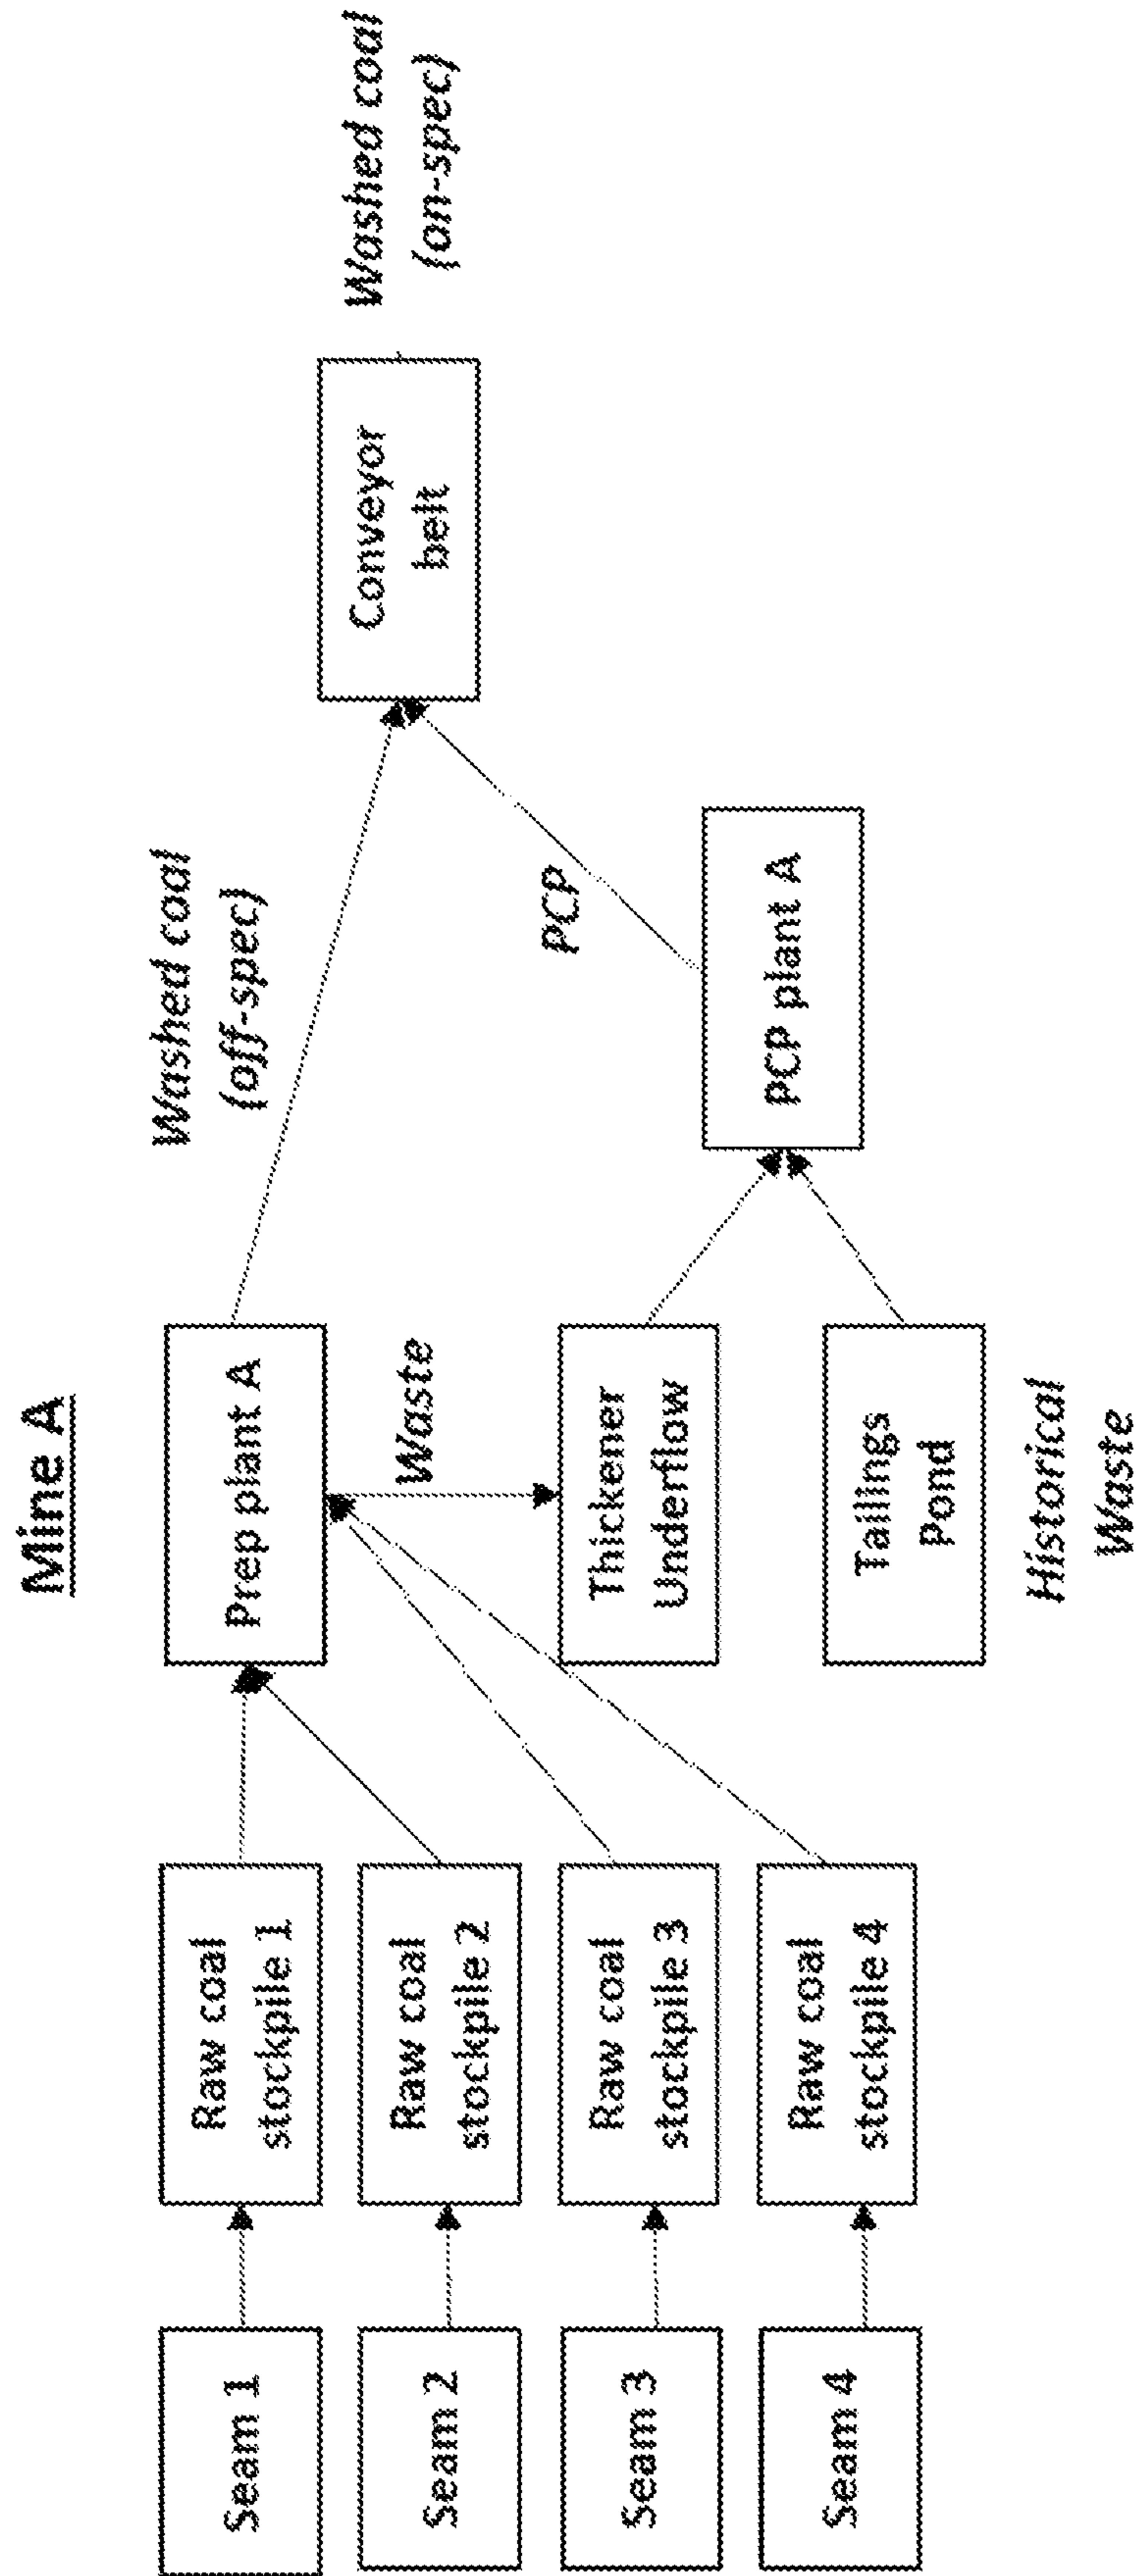 Mine A
Seam 1
Seam 2
Seam 3
Seam 4
Raw coal
stockpile 1
Raw coal
stockpile 2
Raw coal
stockpile 3
Raw coal
stockpile 4
Prep plant A
Waste
Thickener
Underflow
Tailings
Pond
Historical
Waste
Washed coal
(off-spec)
PCP
PCP plant A
Conveyor
belt
Washed coal
(on-spec)